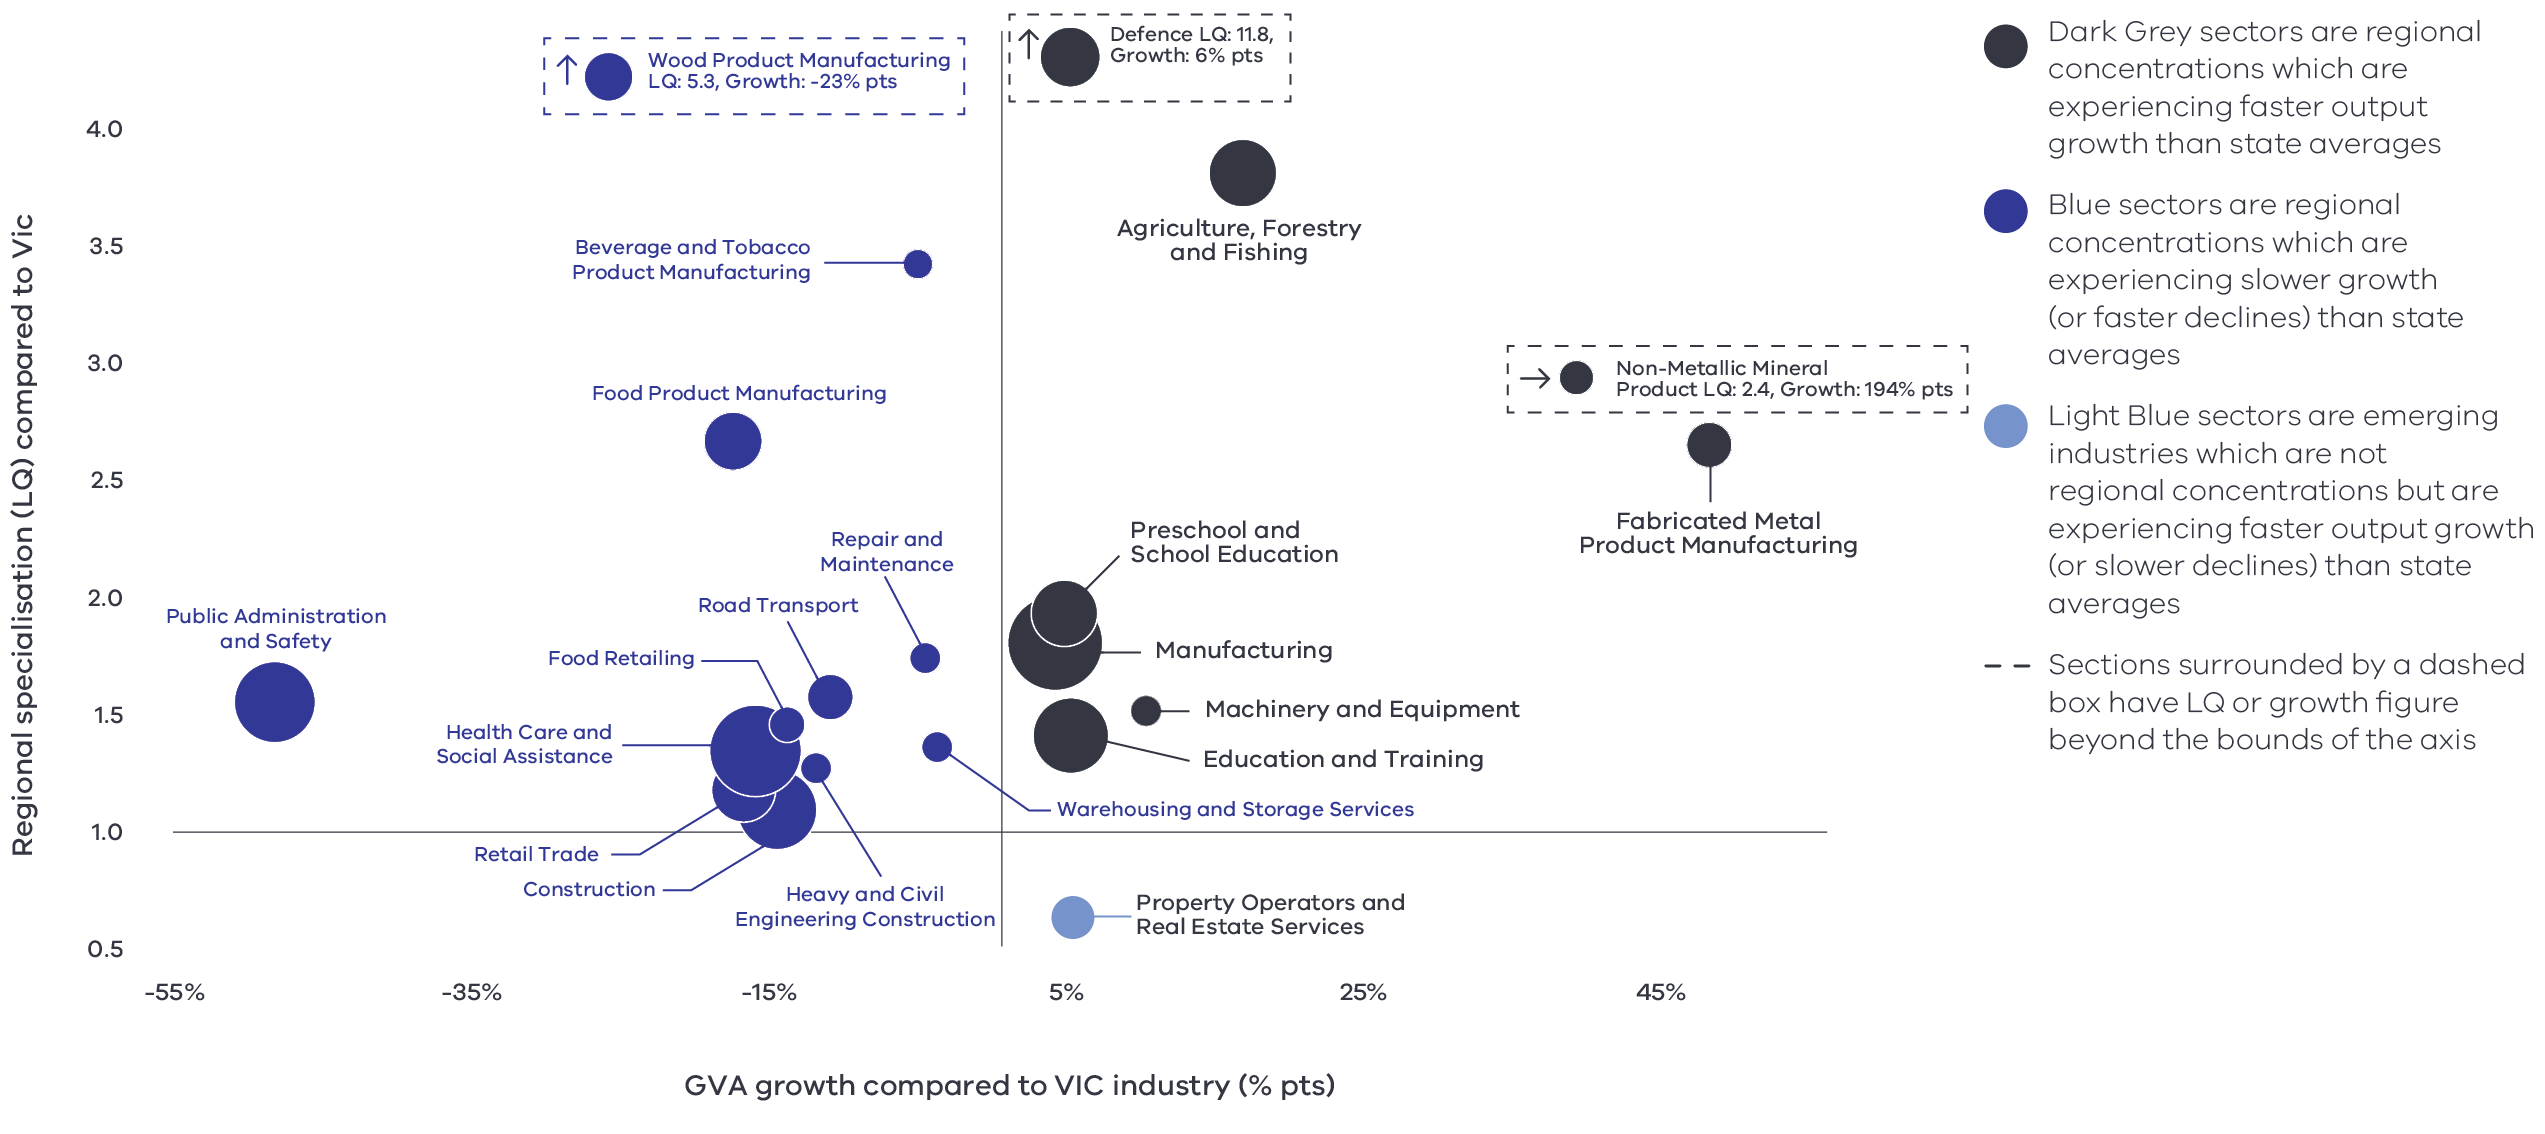 Wood Product Manufacturing
LQ: 5.3, Growth: -23% pts
Defence LQ: 11.8,
Growth: 6% pts
Regional specialisation (LQ) compared to Vic
4.0
3.5
3.0
2.5
2.0
1.5
1.0
0.5
Agriculture, Forestry
and Fishing
Beverage and Tobacco
Product Manufacturing
Non-Metallic Mineral
Product LQ: 2.4, Growth: 194% pts
Food Product Manufacturing
Fabricated Metal
Product Manufacturing
Preschool and
School Education
Repair and
Maintenance
Road Transport
Public Administration
and Safety
Food Retailing
Manufacturing
Machinery and Equipment
Health Care and
Social Assistance
Education and Training
Warehousing and Storage Services
Retail Trade
Construction
Heavy and Civil
Engineering Construction
Property Operators and
Real Estate Services
-55%
-35%
-15%
5%
25%
45%
GVA growth compared to VIC industry (% pts)
Dark Grey sectors are regional
concentrations which are
experiencing faster output
growth than state averages
Blue sectors are regional
concentrations which are
experiencing slower growth
(or faster declines) than state
averages
Light Blue sectors are emerging
industries which are not
regional concentrations but are
experiencing faster output growth
(or slower declines) than state
averages
Sections surrounded by a dashed
box have LQ or growth figure
beyond the bounds of the axis